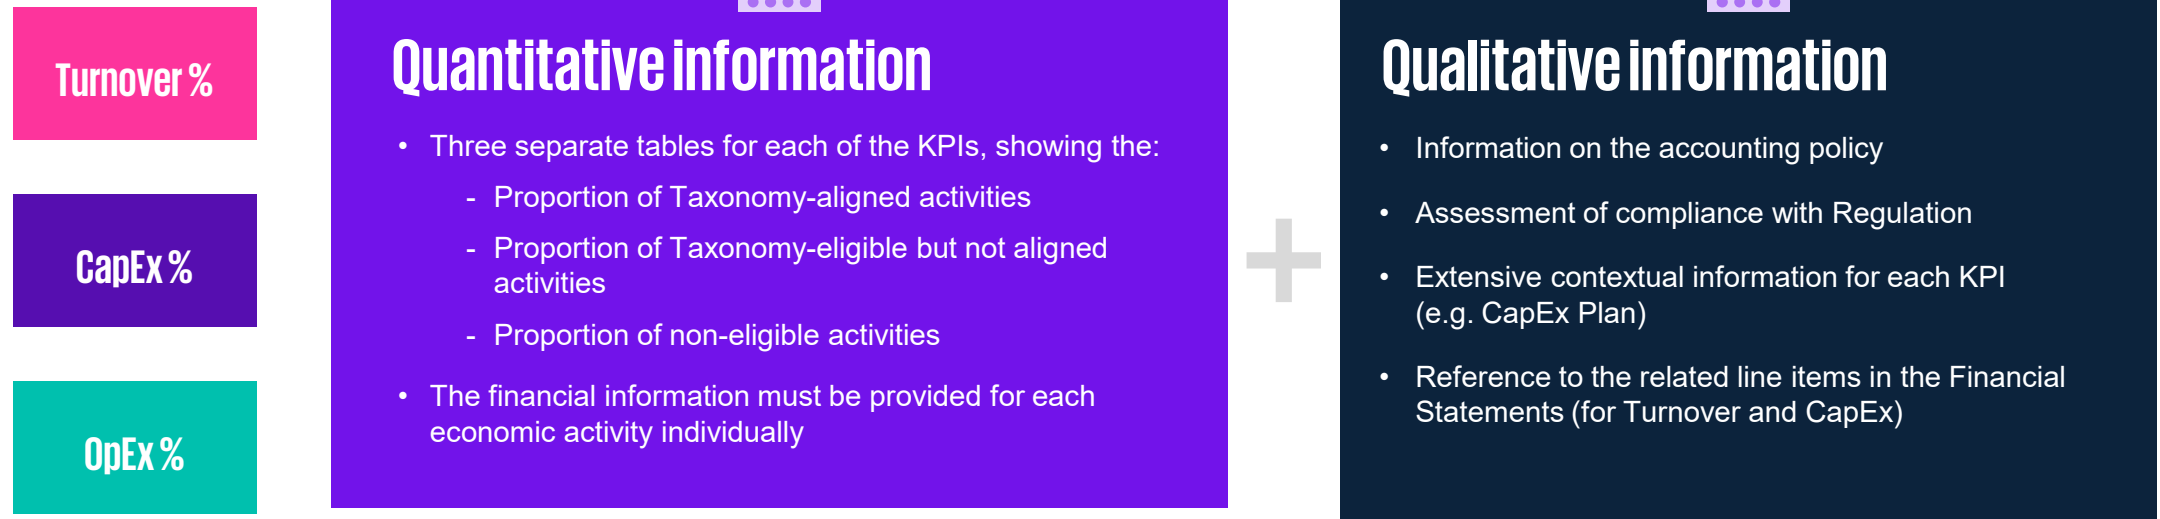 Turnover %
CapEx %
OpEx %
Quantitative information
• Three separate tables for each of the KPIs, showing the:
- Proportion of Taxonomy-aligned activities
- Proportion of Taxonomy-eligible but not aligned
activities
- Proportion of non-eligible activities
• The financial information must be provided for each
economic activity individually
+
Qualitative information
• Information on the accounting policy
• Assessment of compliance with Regulation
• Extensive contextual information for each KPI
(e.g. CapEx Plan)
• Reference to the related line items in the Financial
Statements (for Turnover and CapEx)